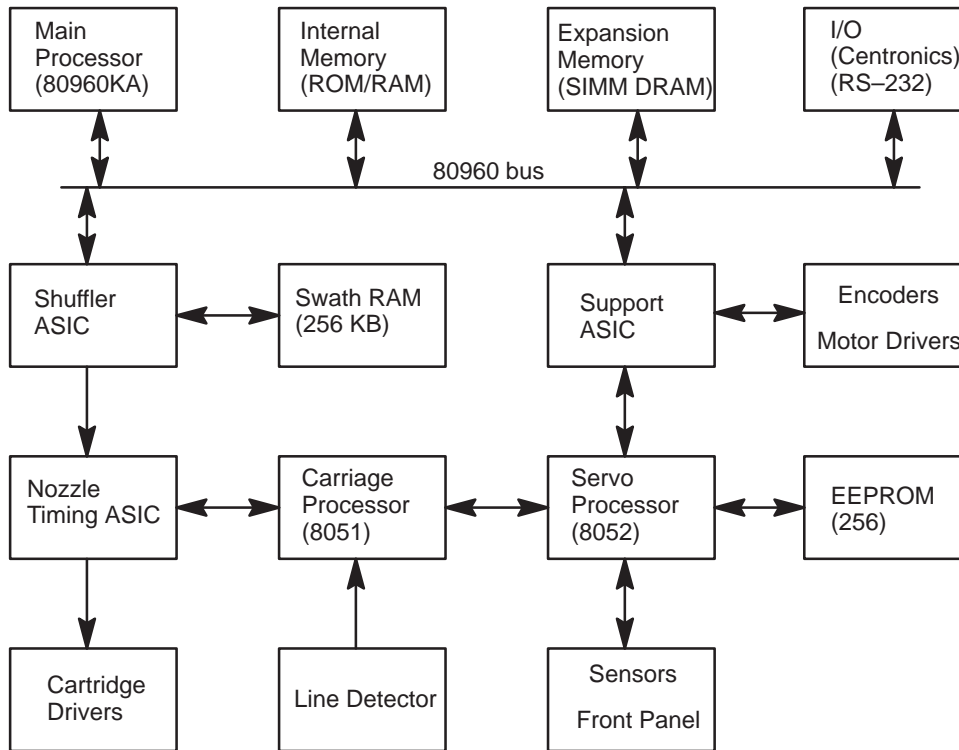 Main
Processor
(80960KA)
Internal
Memory
(ROM/RAM)
Expansion
Memory
(SIMM DRAM)
I/O
(Centronics)
(RS–232)
80960 bus
Shuffler
ASIC
Swath RAM
(256 KB)
Support
ASIC
Encoders
Motor Drivers
Nozzle
Timing ASIC
Carriage
Processor
(8051)
Servo
Processor
(8052)
EEPROM
(256)
Cartridge
Drivers
Line Detector
Sensors
Front Panel